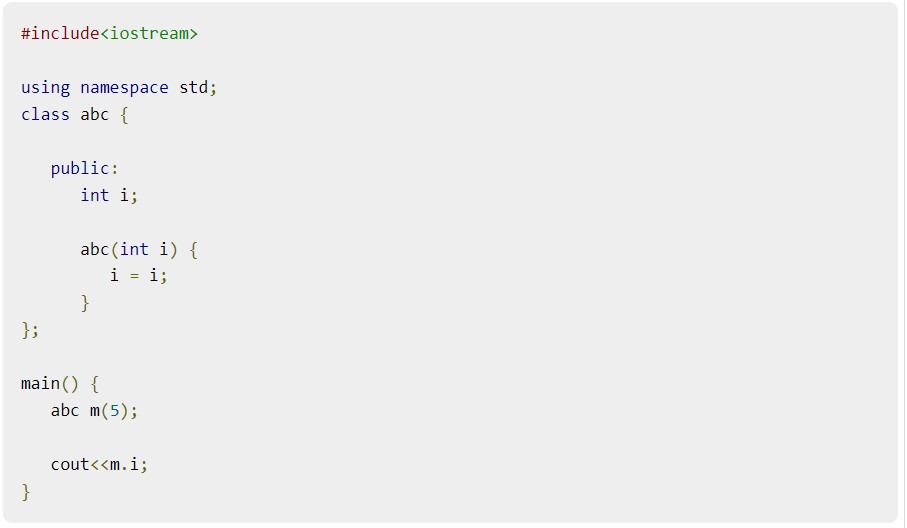 #include<iostream>
using namespace std;
class abc {
public:
int i;
abc(int i) {
i = i;
}
};
main() {
abc m(5);
cout<<m.i;
}